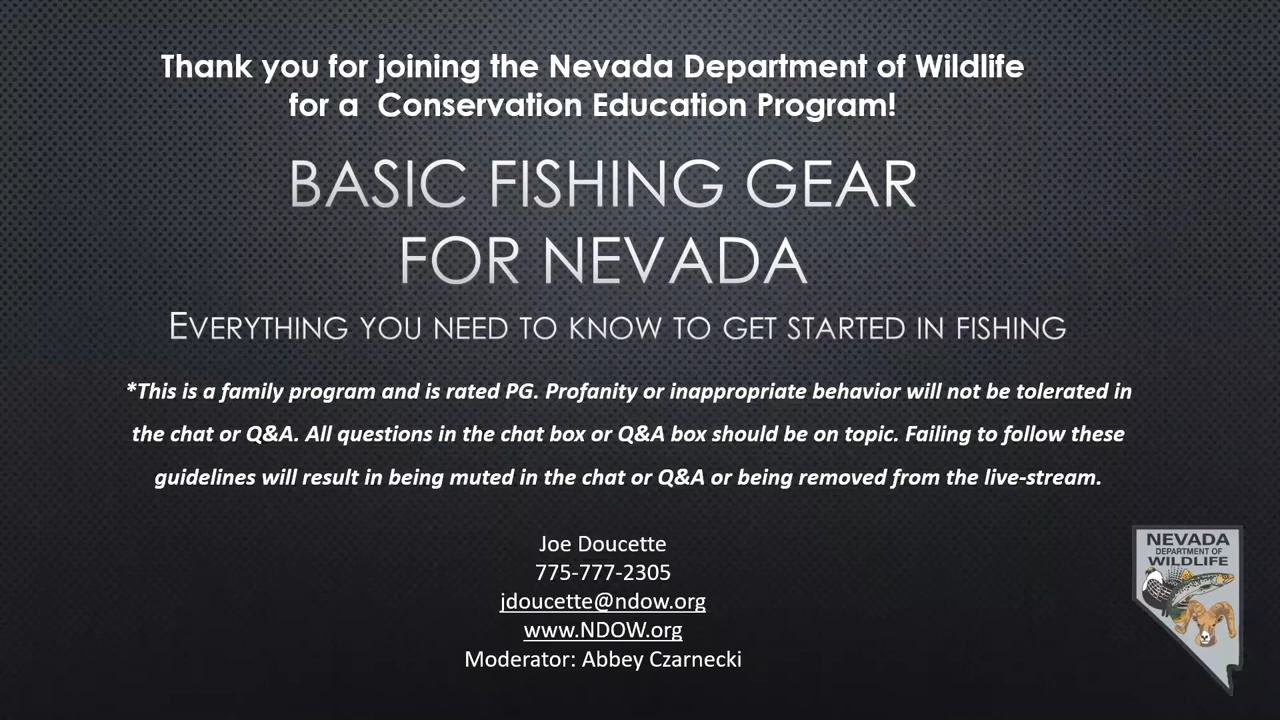 Thank you for joining the Nevada Department of Wildlife
for a Conservation Education Program!
BASIC FISHING GEAR
FOR NEVADA
EVERYTHING YOU NEED TO KNOW TO GET STARTED IN FISHING
*This is a family program and is rated PG. Profanity or inappropriate behavior will not be tolerated in
the chat or Q&A. All questions in the chat box or Q&A box should be on topic. Failing to follow these
guidelines will result in being muted in the chat or Q&A or being removed from the live-stream.
Joe Doucette
775-777-2305
jdoucette@ndow.org
www.NDOW.org
Moderator: Abbey Czarnecki
NEVADA
DEPARTMENT OF
WILDLIFE